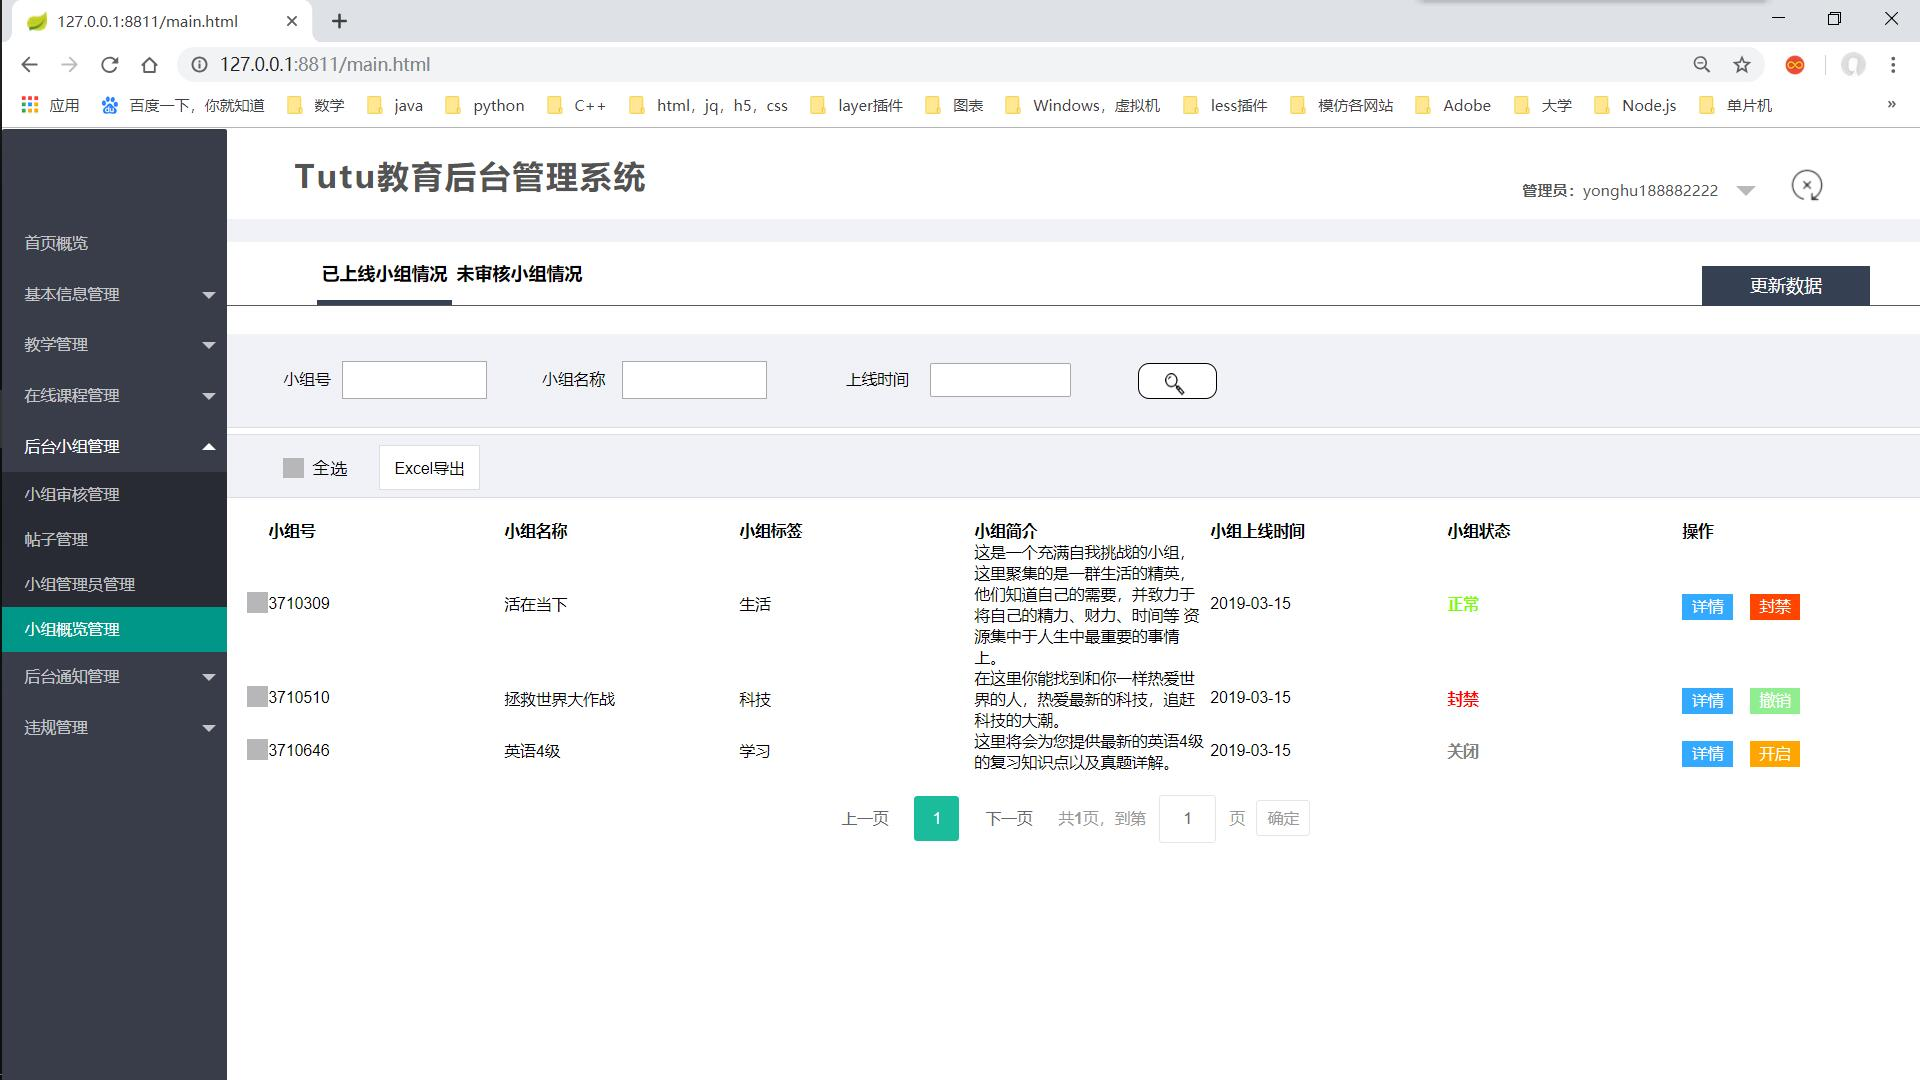 127.0.0.1:8811/main.html
127.0.0.1:8811/main.html
应用 百度一下，你就知道 数学 java python C++ html，jq，h5，css layer插件 图表 Windows，虚拟机 less插件 模仿各网站 Adobe 大学 Node.js 单片机 »
Tutu教育后台管理系统
管理员：yonghu188882222
首页概览
基本信息管理
教学管理
在线课程管理
后台小组管理
小组审核管理
帖子管理
小组管理员管理
小组概览管理
后台通知管理
违规管理
已上线小组情况 未审核小组情况
更新数据
小组号 小组名称 上线时间
全选 Excel导出
小组号 小组名称 小组标签 小组简介 小组上线时间 小组状态 操作
3710309 活在当下 生活
这是一个充满自我挑战的小组，
这里聚集的是一群生活的精英，
他们知道自己的需要，并致力于
将自己的精力、财力、时间等 资
源集中于人生中最重要的事情
上。
2019-03-15 正常 详情 封禁
3710510 拯救世界大作战 科技
在这里你能找到和你一样热爱世
界的人，热爱最新的科技，追赶
科技的大潮。
2019-03-15 封禁 详情 撤销
3710646 英语4级 学习
这里将会为您提供最新的英语4级
的复习知识点以及真题详解。
2019-03-15 关闭 详情 开启
上一页 1 下一页 共1页，到第 1 页 确定